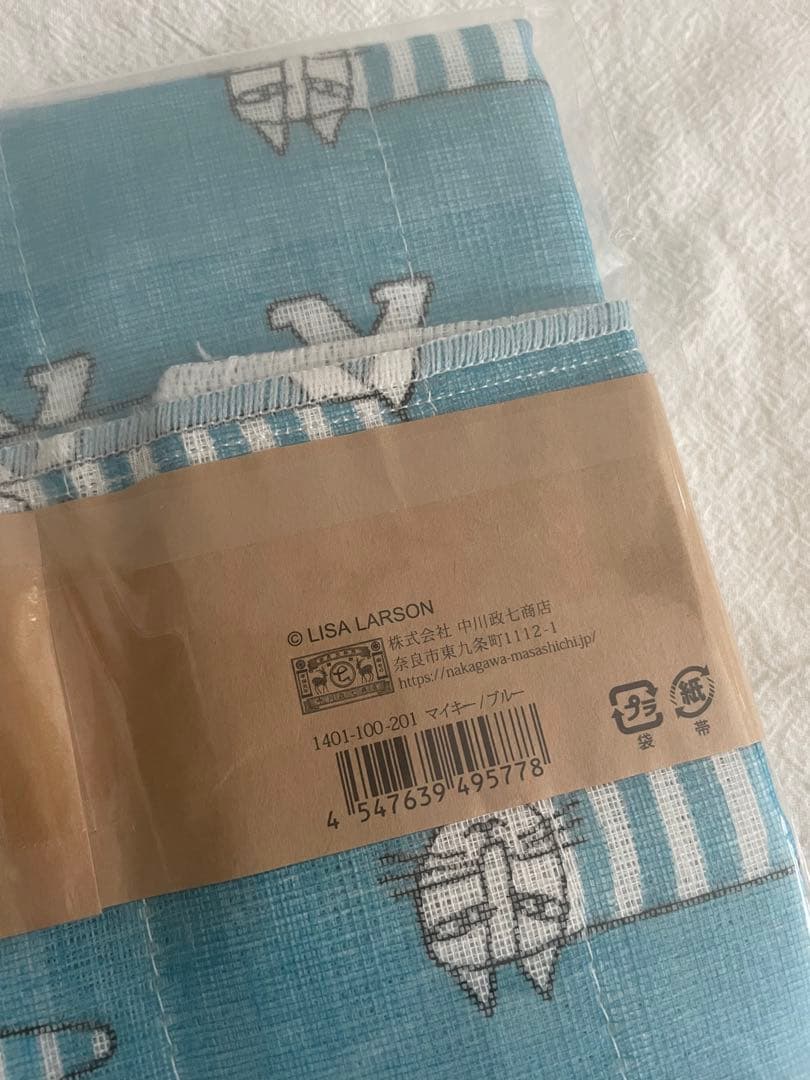 © LISA LARSON
株式会社 中川政七商店
奈良市東九条町1112-1
https://nakagawa-masashichi.jp/
1401-100-201 マイキー/ブルー
4 547639 495778
プラ 紙
袋 帯